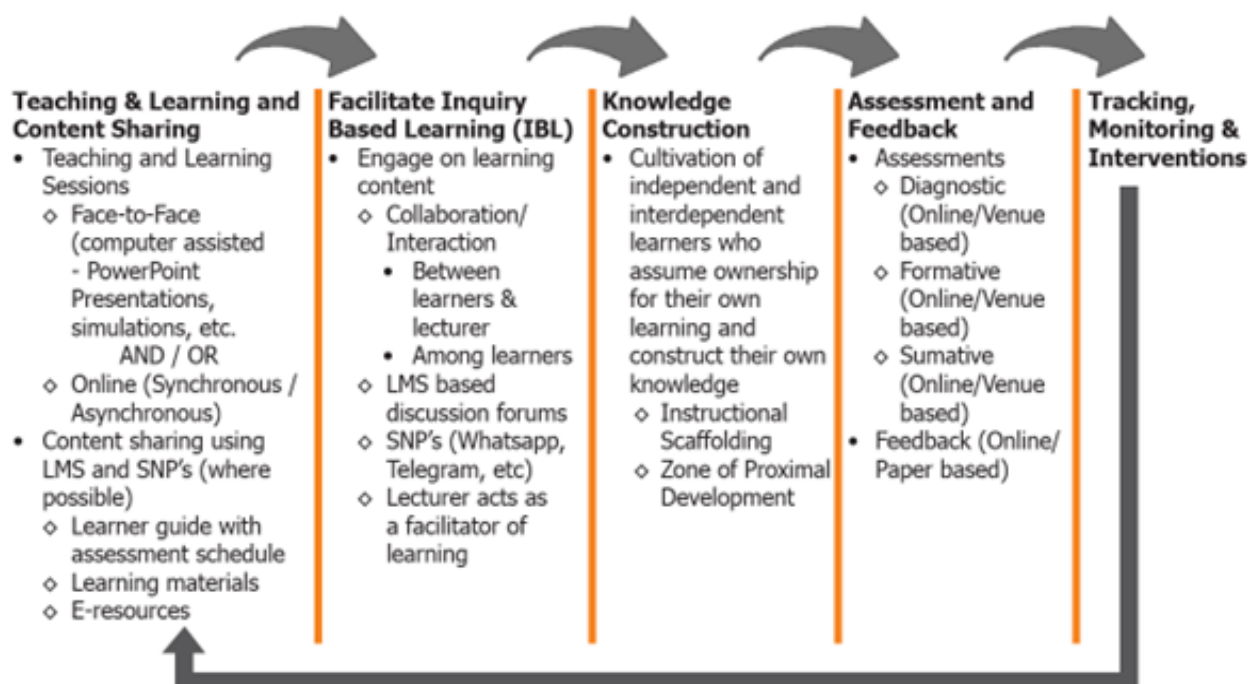 Teaching & Learning and
Content Sharing
• Teaching and Learning
Sessions
◇ Face-to-Face
(computer assisted
- PowerPoint
Presentations,
simulations, etc.
AND / OR
◇ Online (Synchronous /
Asynchronous)
• Content sharing using
LMS and SNP's (where
possible)
◇ Learner guide with
assessment schedule
◇ Learning materials
◇ E-resources
Facilitate Inquiry
Based Learning (IBL)
• Engage on learning
content
◇ Collaboration/
Interaction
• Between
learners &
lecturer
• Among learners
◇ LMS based
discussion forums
◇ SNP's (Whatsapp,
Telegram, etc)
◇ Lecturer acts as
a facilitator of
learning
Knowledge
Construction
• Cultivation of
independent and
interdependent
learners who
assume ownership
for their own
learning and
construct their own
knowledge
◇ Instructional
Scaffolding
◇ Zone of Proximal
Development
Assessment and
Feedback
• Assessments
◇ Diagnostic
(Online/Venue
based)
◇ Formative
(Online/Venue
based)
◇ Sumative
(Online/Venue
based)
• Feedback (Online/
Paper based)
Tracking,
Monitoring &
Interventions